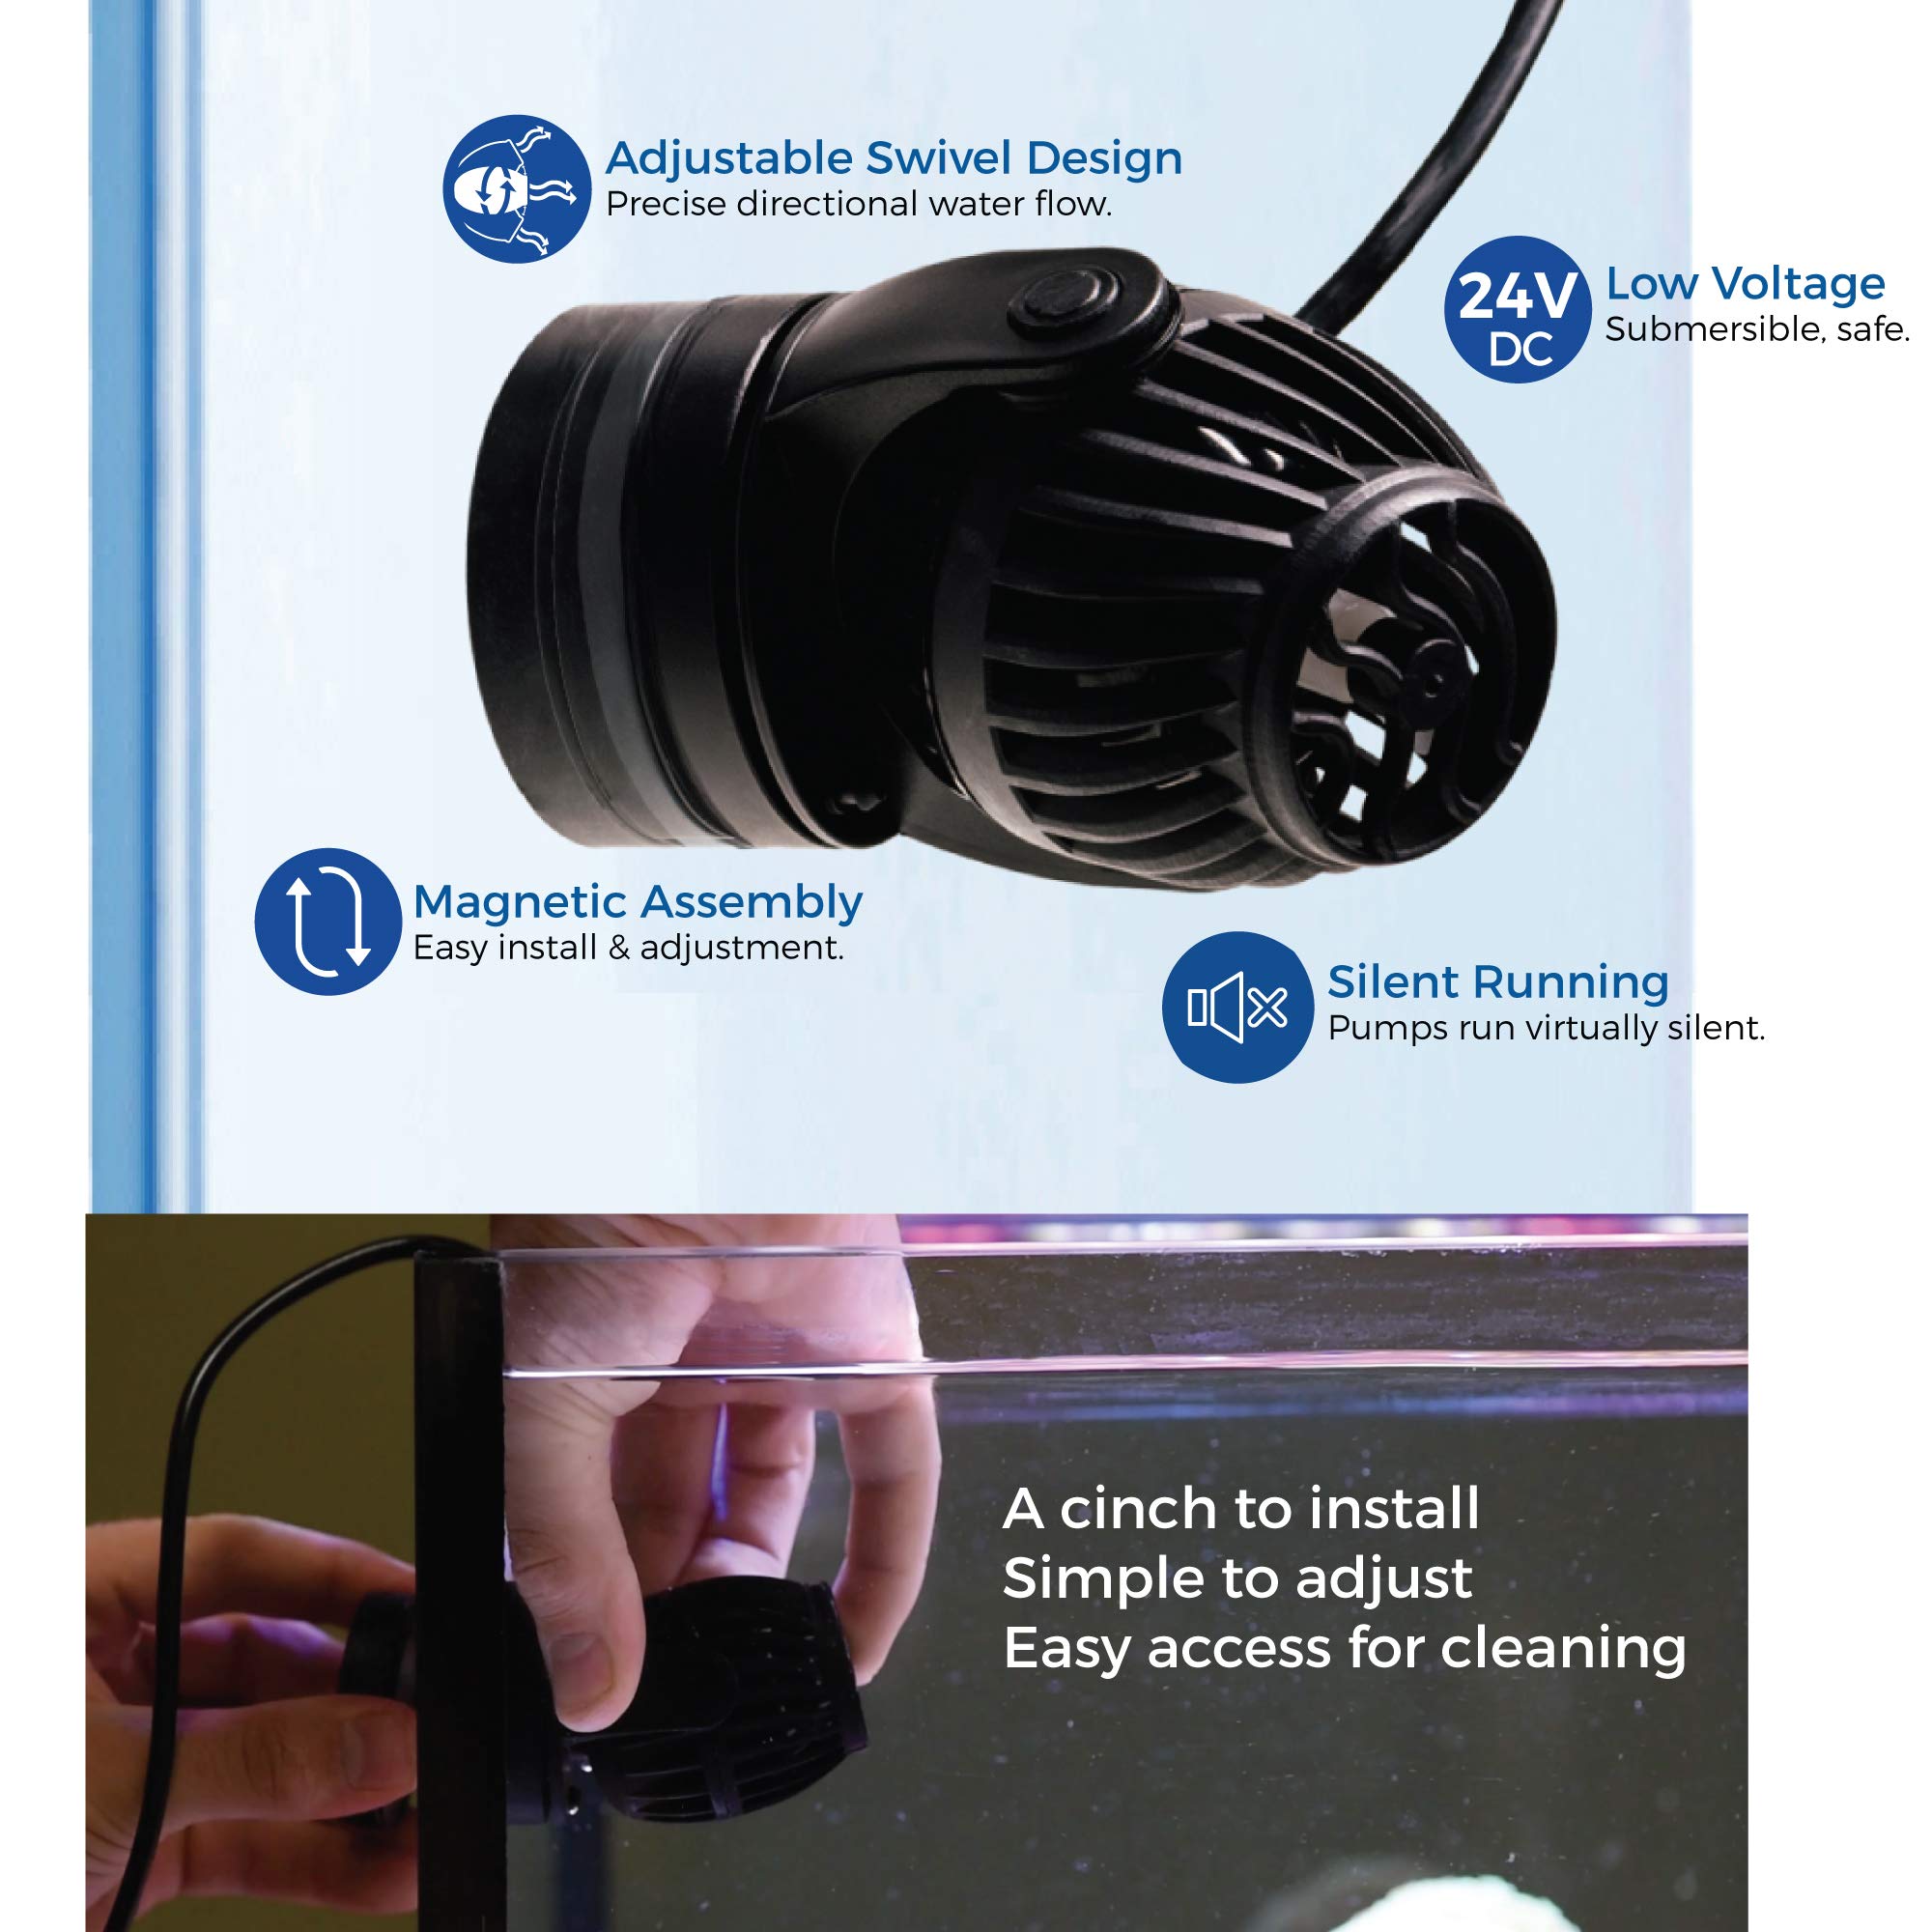 Adjustable Swivel Design
Precise directional water flow.
24V
DC
Low Voltage
Submersible, safe.
Magnetic Assembly
Easy install & adjustment.
Silent Running
Pumps run virtually silent.
A cinch to install
Simple to adjust
Easy access for cleaning